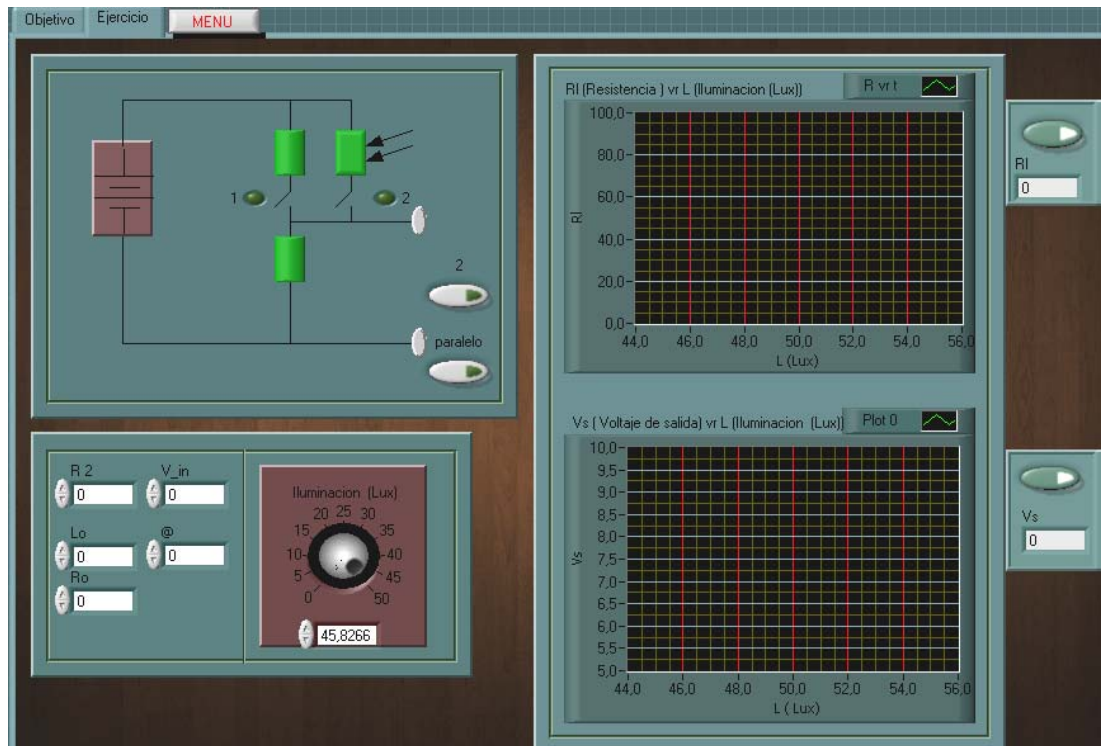 Objetivo Ejercicio MENU
1 2
2
paralelo
Rl (Resistencia ) vr L (Iluminacion (Lux)) R vr t
100,0
80,0
60,0
40,0
20,0
0,0
Rl
44,0 46,0 48,0 50,0 52,0 54,0 56,0
L (Lux)
Rl
0
Vs ( Voltaje de salida) vr L (Iluminacion (Lux)) Plot 0
10,0
9,5
9,0
8,5
8,0
7,5
7,0
6,5
6,0
5,5
5,0
Vs
44,0 46,0 48,0 50,0 52,0 54,0 56,0
L ( Lux)
Vs
0
R 2 V_in
0 0
Lo @
0 0
Ro
0
Iluminacion (Lux)
0 5 10 15 20 25 30 35 40 45 50
45,8266